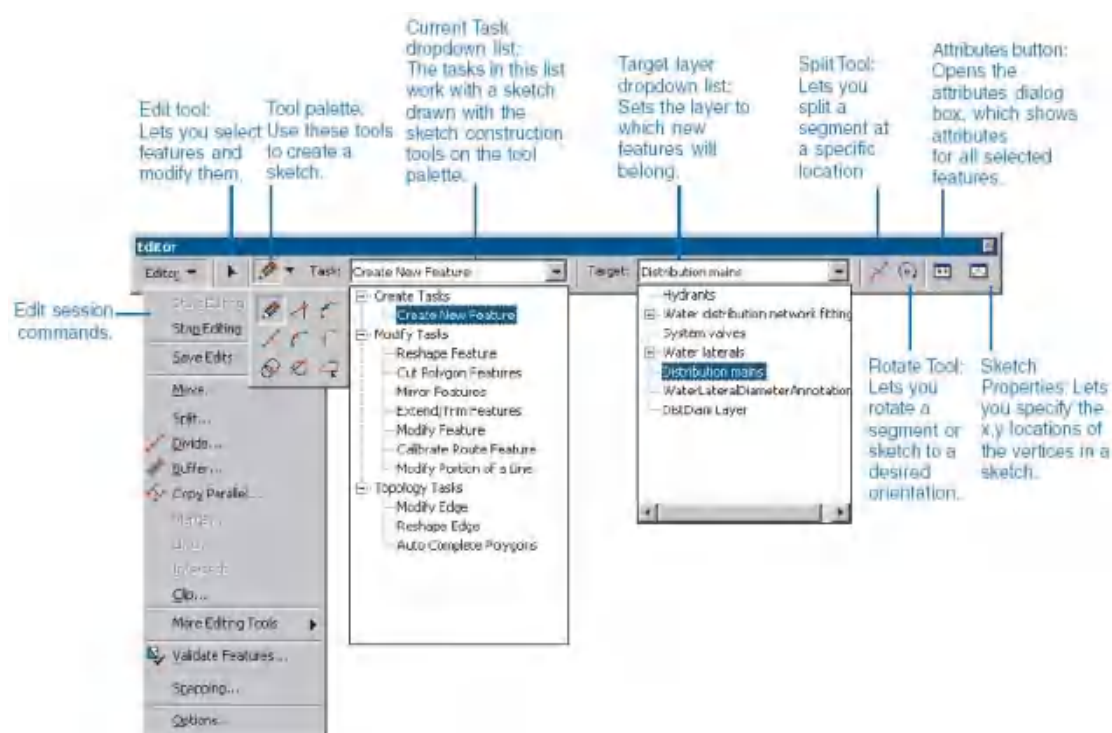 Current Task
dropdown list:
The tasks in this list
work with a sketch
drawn with the
sketch construction
tools on the tool
palette.
Target layer
dropdown list:
Sets the layer to
which new
features will
belong.
Split Tool:
Lets you
split a
segment at
a specific
location
Attributes button:
Opens the
attributes dialog
box, which shows
attributes
for all selected
features.
Edit tool:
Lets you select
features and
modify them.
Tool palette.
Use these tools
to create a
sketch.
Editor
Editor
Task:
Create New Feature
Target:
Distribution mains
Edit session
commands.
Start Editing
Stop Editing
Save Edits
Move...
Split...
Divide...
Buffer...
Copy Parallel...
Merge...
Union...
Intersect...
Clip...
More Editing Tools
Validate Features...
Snapping...
Options...
Create Tasks
Create New Feature
Modify Tasks
Reshape Feature
Cut Polygon Features
Mirror Features
Extend/Trim Features
Modify Feature
Calibrate Route Feature
Modify Portion of a Line
Topology Tasks
Modify Edge
Reshape Edge
Auto Complete Polygons
Hydrants
Water distribution network fitting
System valves
Water laterals
Distribution mains
WaterLateralDiameterAnnotation
DistDiam Layer
Rotate Tool:
Lets you
rotate a
segment or
sketch to a
desired
orientation.
Sketch
Properties: Lets
you specify the
x,y locations of
the vertices in a
sketch.